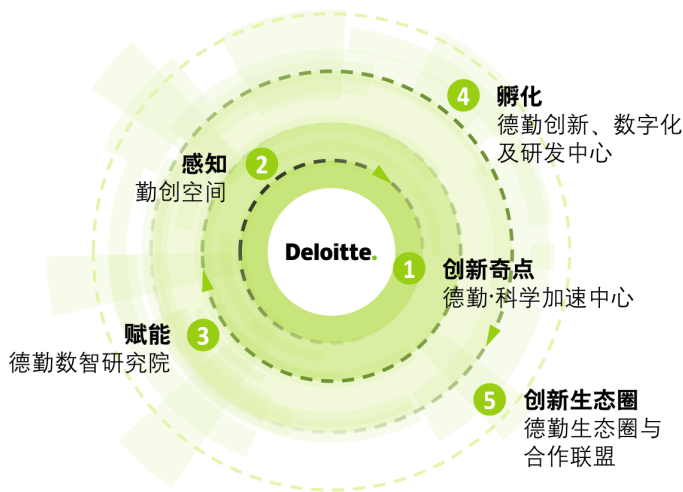 4 孵化
德勤创新、数字化
及研发中心
感知 2
勤创空间
Deloitte.
1 创新奇点
德勤·科学加速中心
赋能 3
德勤数智研究院
5 创新生态圈
德勤生态圈与
合作联盟